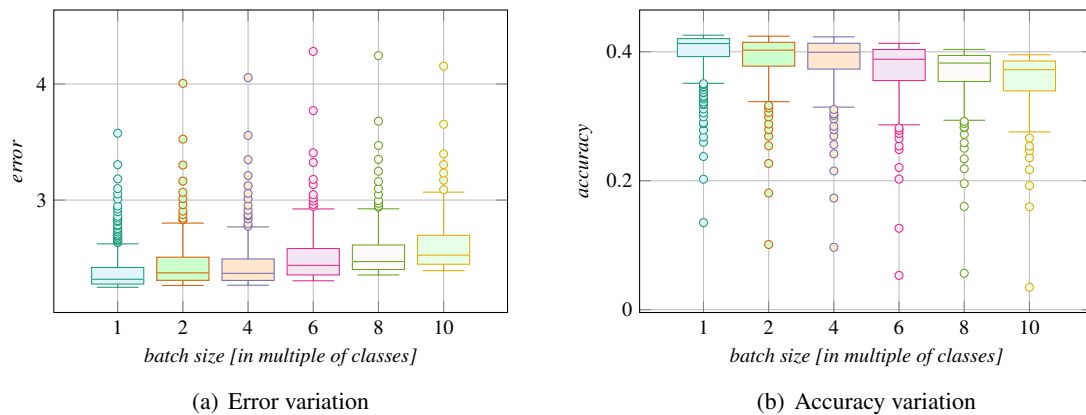 4
3
error
1 2 4 6 8 10
batch size [in multiple of classes]
(a) Error variation
0.4
0.2
0
accuracy
1 2 4 6 8 10
batch size [in multiple of classes]
(b) Accuracy variation